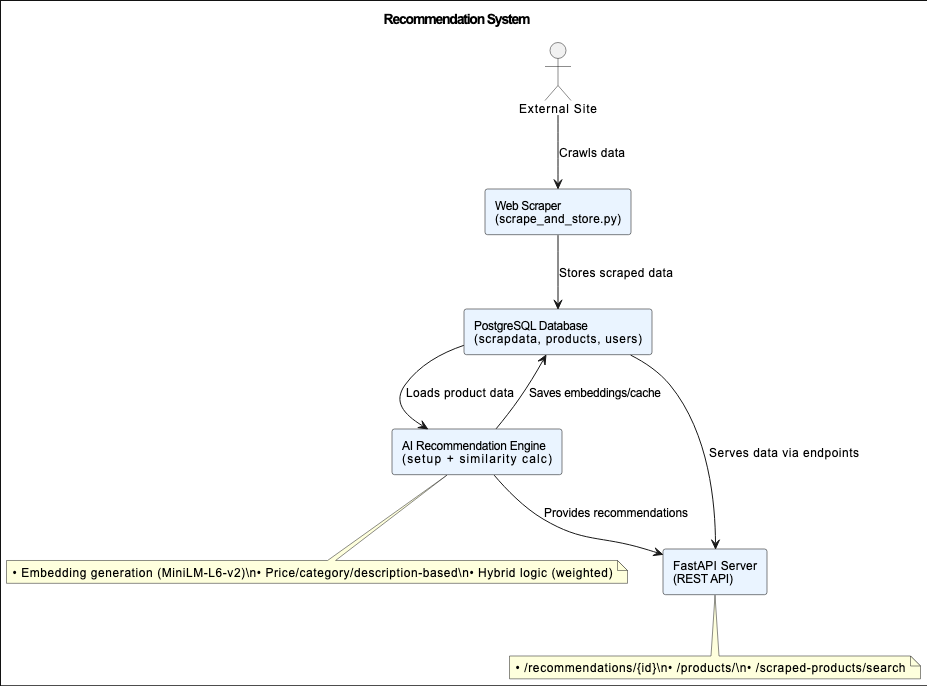 Recommendation System
External Site
Crawls data
Web Scraper
(scrape_and_store.py)
Stores scraped data
PostgreSQL Database
(scrapdata, products, users)
Loads product data
Saves embeddings/cache
AI Recommendation Engine
(setup + similarity calc)
Serves data via endpoints
Provides recommendations
• Embedding generation (MiniLM-L6-v2)\n• Price/category/description-based\n• Hybrid logic (weighted)
FastAPI Server
(REST API)
• /recommendations/{id}\n• /products/\n• /scraped-products/search